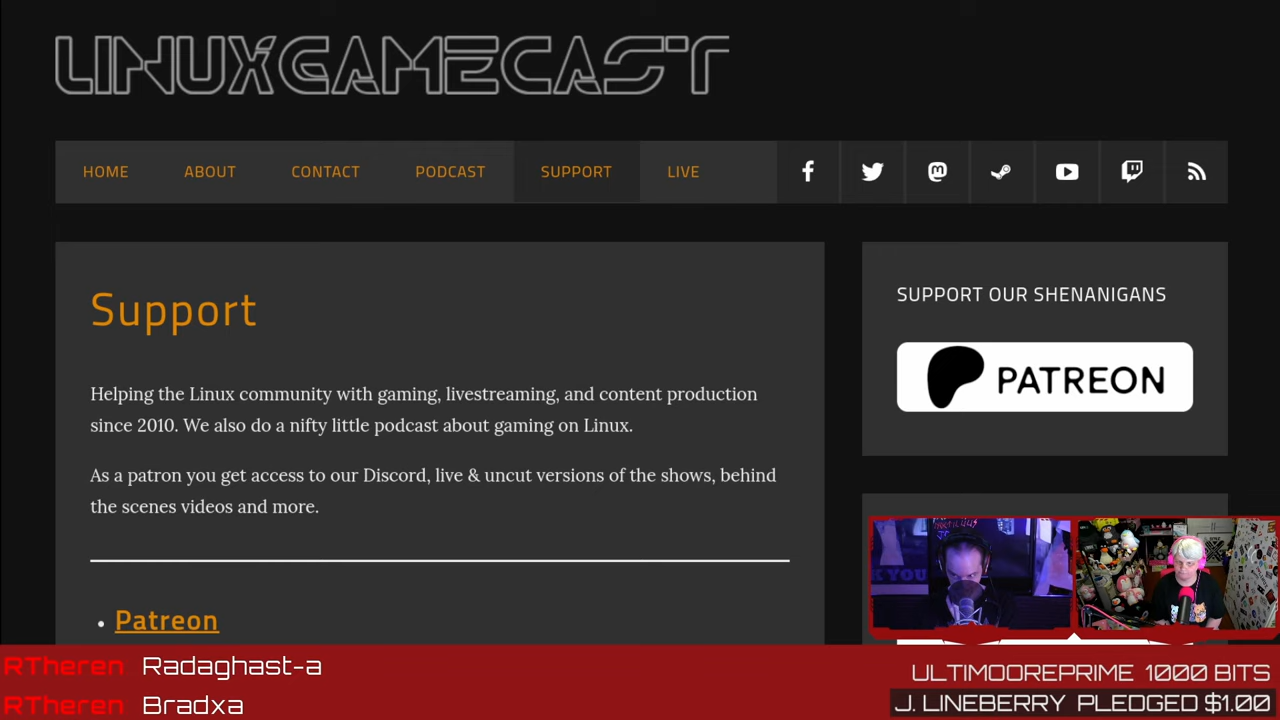 LINUXGAMECAST
HOME ABOUT CONTACT PODCAST SUPPORT LIVE
Support
Helping the Linux community with gaming, livestreaming, and content production
since 2010. We also do a nifty little podcast about gaming on Linux.
As a patron you get access to our Discord, live & uncut versions of the shows, behind
the scenes videos and more.
• Patreon
SUPPORT OUR SHENANIGANS
PATREON
RTheren Radaghast-a
RTheren Bradxa
ULTIMOOREPRIME 1000 BITS
J. LINEBERRY PLEDGED $1.00